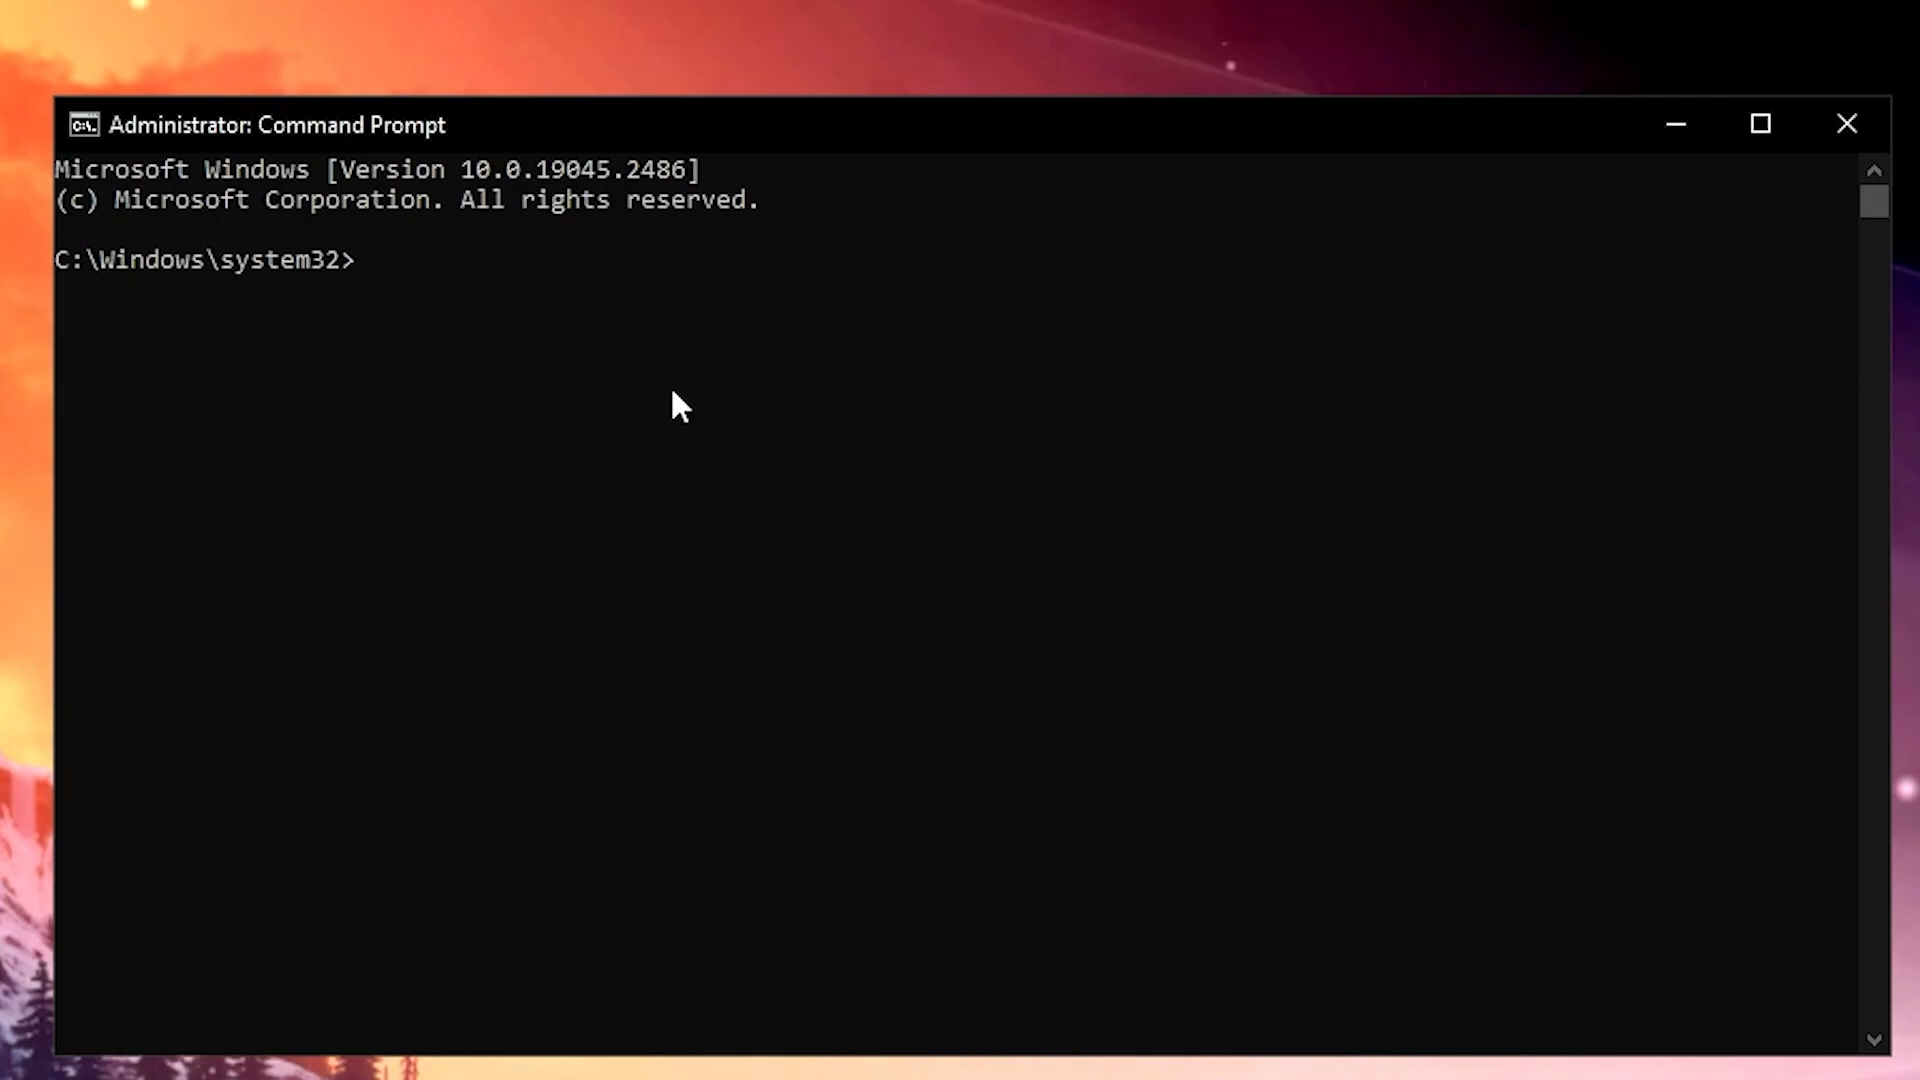 Administrator: Command Prompt
Microsoft Windows [Version 10.0.19045.2486]
(c) Microsoft Corporation. All rights reserved.
C:\Windows\system32>